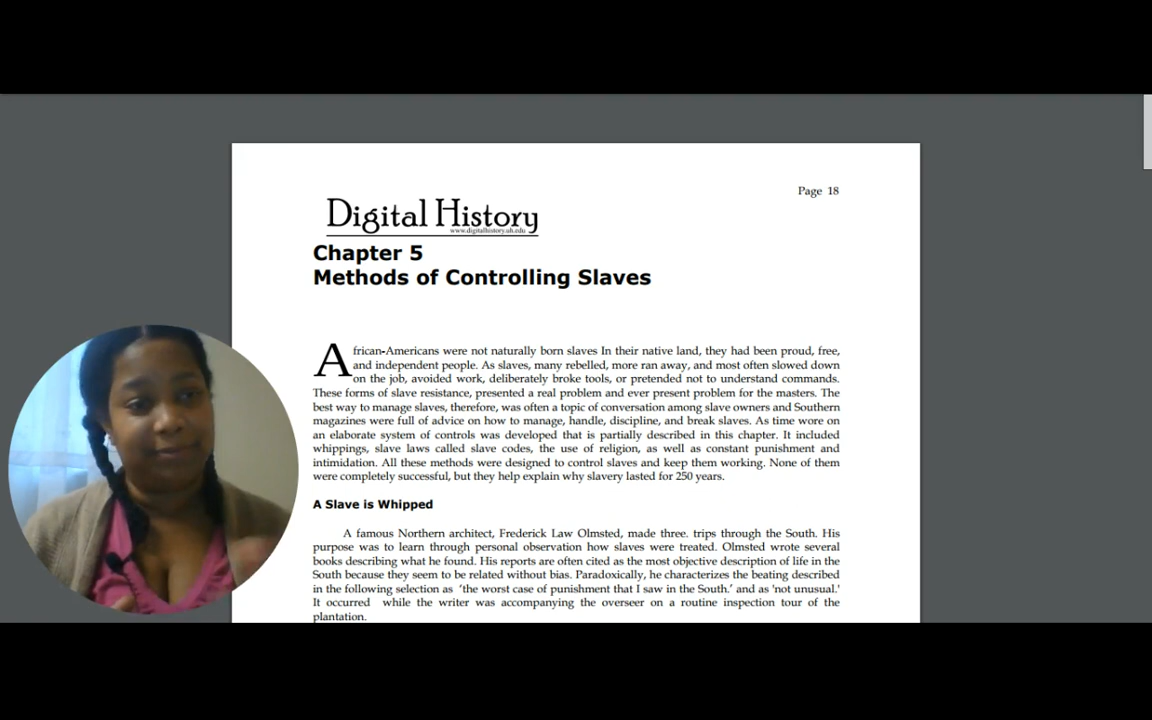 Page 18
Digital History
www.digitalhistory.uh.edu
Chapter 5
Methods of Controlling Slaves
African-Americans were not naturally born slaves In their native land, they had been proud, free,
and independent people. As slaves, many rebelled, more ran away, and most often slowed down
on the job, avoided work, deliberately broke tools, or pretended not to understand commands.
These forms of slave resistance, presented a real problem and ever present problem for the masters. The
best way to manage slaves, therefore, was often a topic of conversation among slave owners and Southern
magazines were full of advice on how to manage, handle, discipline, and break slaves. As time wore on
an elaborate system of controls was developed that is partially described in this chapter. It included
whippings, slave laws called slave codes, the use of religion, as well as constant punishment and
intimidation. All these methods were designed to control slaves and keep them working. None of them
were completely successful, but they help explain why slavery lasted for 250 years.
A Slave is Whipped
A famous Northern architect, Frederick Law Olmsted, made three. trips through the South. His
purpose was to learn through personal observation how slaves were treated. Olmsted wrote several
books describing what he found. His reports are often cited as the most objective description of life in the
South because they seem to be related without bias. Paradoxically, he characterizes the beating described
in the following selection as 'the worst case of punishment that I saw in the South.' and as 'not unusual.'
It occurred while the writer was accompanying the overseer on a routine inspection tour of the
plantation.